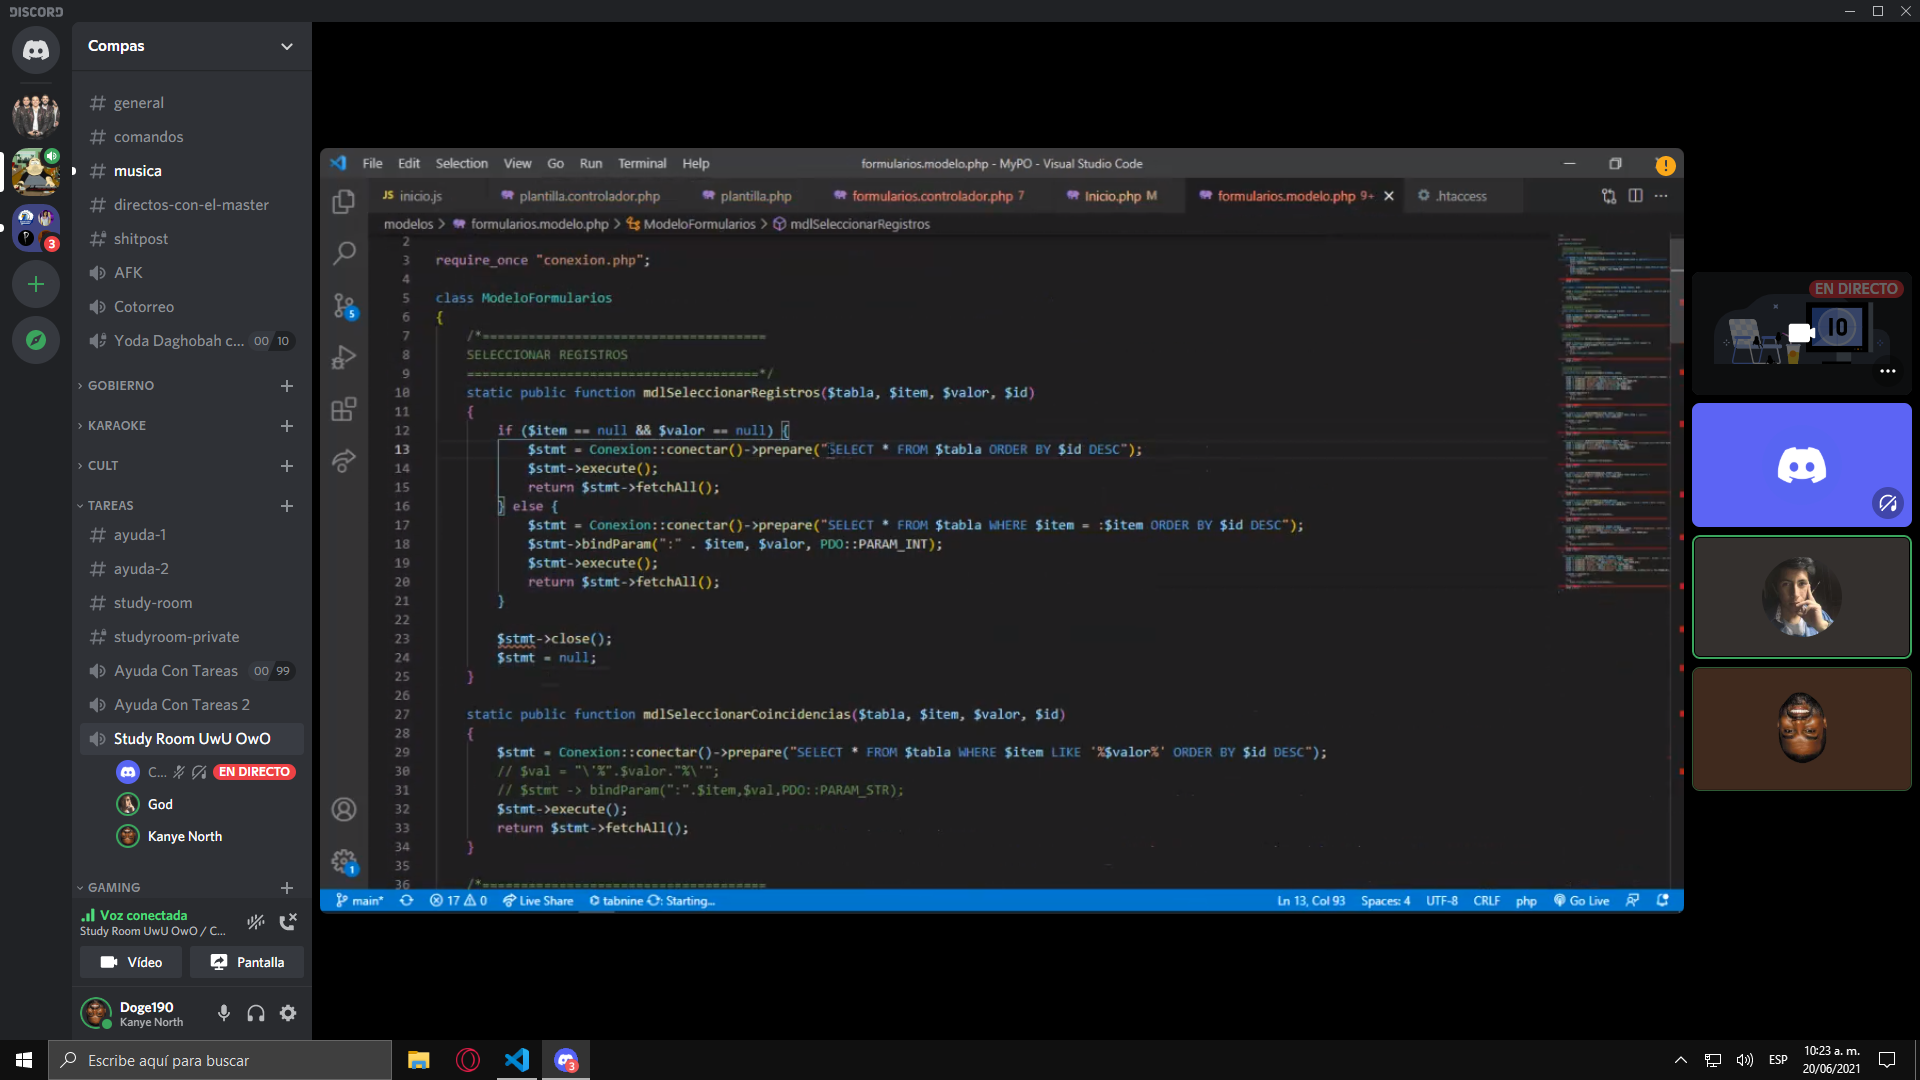 DISCORD
Compas
general
comandos
musica
directos-con-el-master
shitpost
AFK
Cotorreo
Yoda Daghobah c... 00 10
GOBIERNO
KARAOKE
CULT
TAREAS
ayuda-1
ayuda-2
study-room
studyroom-private
Ayuda Con Tareas 00 99
Ayuda Con Tareas 2
Study Room UwU OwO
C... EN DIRECTO
God
Kanye North
GAMING
Voz conectada
Study Room UwU OwO / C...
Vídeo Pantalla
Doge190
Kanye North
3
File Edit Selection View Go Run Terminal Help formularios.modelo.php - MyPO - Visual Studio Code
JS inicio.js plantilla.controlador.php plantilla.php formularios.controlador.php 7 Inicio.php M formularios.modelo.php 9+ .htaccess
modelos > formularios.modelo.php > ModeloFormularios > mdlSeleccionarRegistros
2
3 require_once "conexion.php";
4
5 class ModeloFormularios
6 {
7 /*=====================================
8 SELECCIONAR REGISTROS
9 ======================================*/
10 static public function mdlSeleccionarRegistros($tabla, $item, $valor, $id)
11 {
12 if ($item == null && $valor == null) {
13 $stmt = Conexion::conectar()->prepare("SELECT * FROM $tabla ORDER BY $id DESC");
14 $stmt->execute();
15 return $stmt->fetchAll();
16 } else {
17 $stmt = Conexion::conectar()->prepare("SELECT * FROM $tabla WHERE $item = :$item ORDER BY $id DESC");
18 $stmt->bindParam(":" . $item, $valor, PDO::PARAM_INT);
19 $stmt->execute();
20 return $stmt->fetchAll();
21 }
22
23 $stmt->close();
24 $stmt = null;
25 }
26
27 static public function mdlSeleccionarCoincidencias($tabla, $item, $valor, $id)
28 {
29 $stmt = Conexion::conectar()->prepare("SELECT * FROM $tabla WHERE $item LIKE '%$valor%' ORDER BY $id DESC");
30 // $val = "\'%".$valor."%\'";
31 // $stmt -> bindParam(":".$item,$val,PDO::PARAM_STR);
32 $stmt->execute();
33 return $stmt->fetchAll();
34 }
35
36 /*=====================================
5
1
main* 17 0 Live Share tabnine : Starting... Ln 13, Col 93 Spaces: 4 UTF-8 CRLF php Go Live
EN DIRECTO
10
Escribe aquí para buscar
3
ESP
10:23 a. m.
20/06/2021